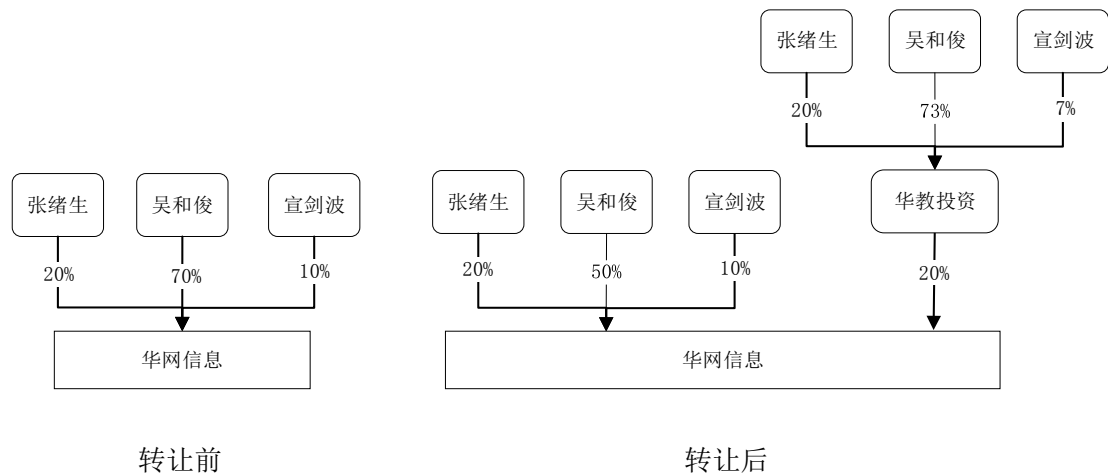 张绪生 吴和俊 宣剑波
20% 73% 7%
张绪生 吴和俊 宣剑波 张绪生 吴和俊 宣剑波 华教投资
20% 70% 10% 20% 50% 10% 20%
华网信息 华网信息
转让前 转让后